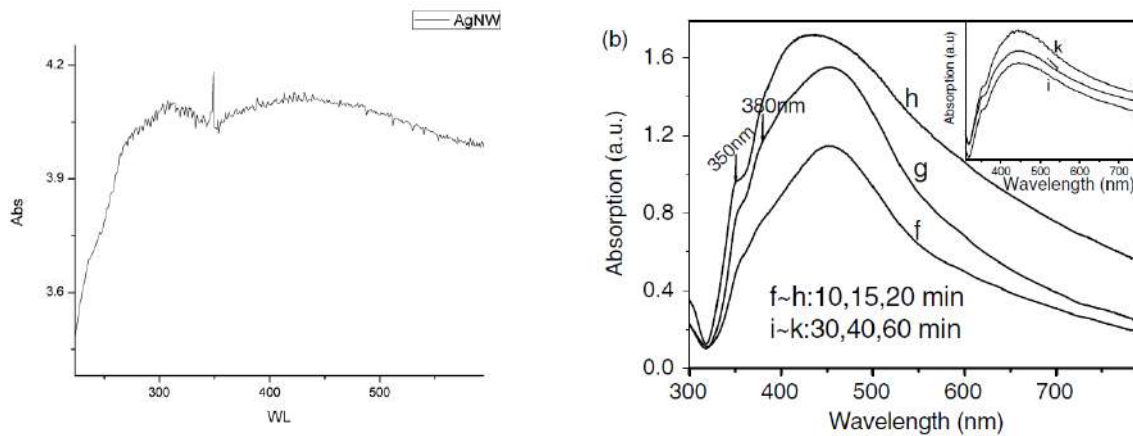 AgNW
4.2
3.9
3.6
Abs
300
400
500
WL
(b)
1.6
1.2
0.8
0.4
0.0
Absorption (a.u.)
350nm
380nm
h
g
f
f~h:10,15,20 min
i~k:30,40,60 min
300
400
500
600
700
Wavelength (nm)
Absorption (a.u)
k
i
400 500 600 700
Wavelength (nm)